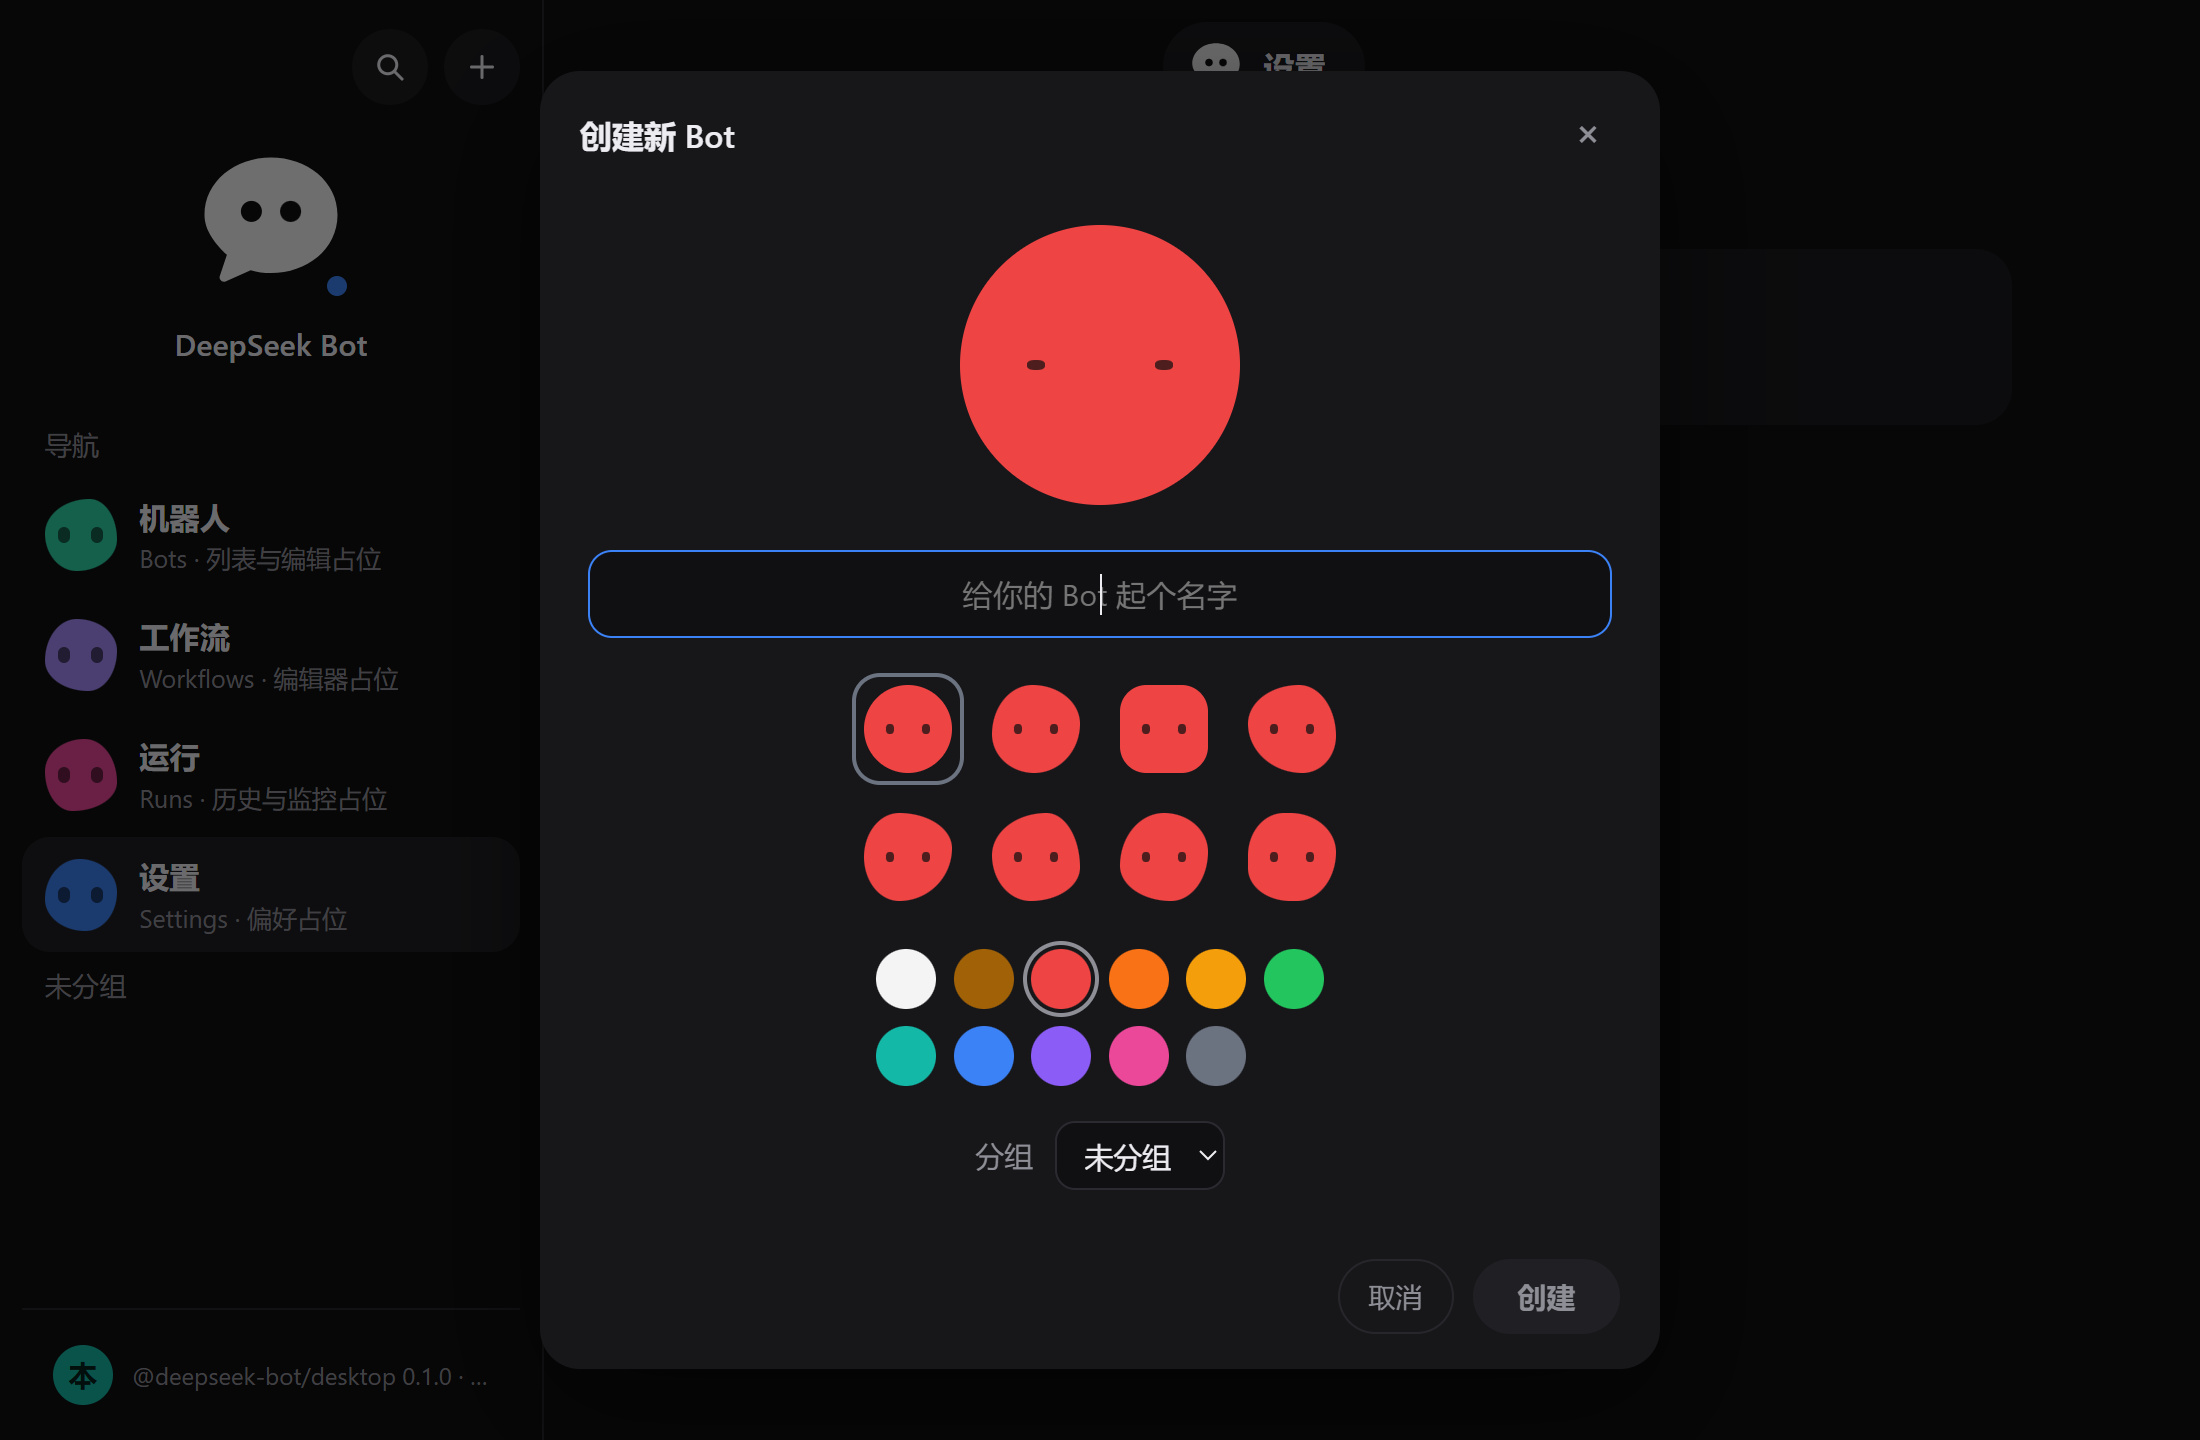 DeepSeek Bot
导航
机器人
Bots · 列表与编辑占位
工作流
Workflows · 编辑器占位
运行
Runs · 历史与监控占位
设置
Settings · 偏好占位
未分组
本
@deepseek-bot/desktop 0.1.0 · ...
设置
创建新 Bot
给你的 Bot 起个名字
分组
未分组
取消
创建